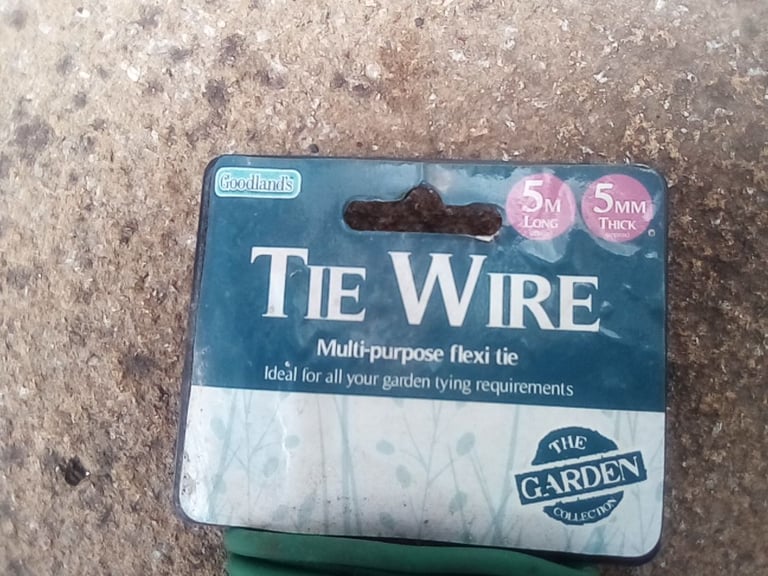 Goodland's
5M
LONG
5MM
THICK
TIE WIRE
Multi-purpose flexi tie
Ideal for all your garden tying requirements
THE
GARDEN
COLLECTION